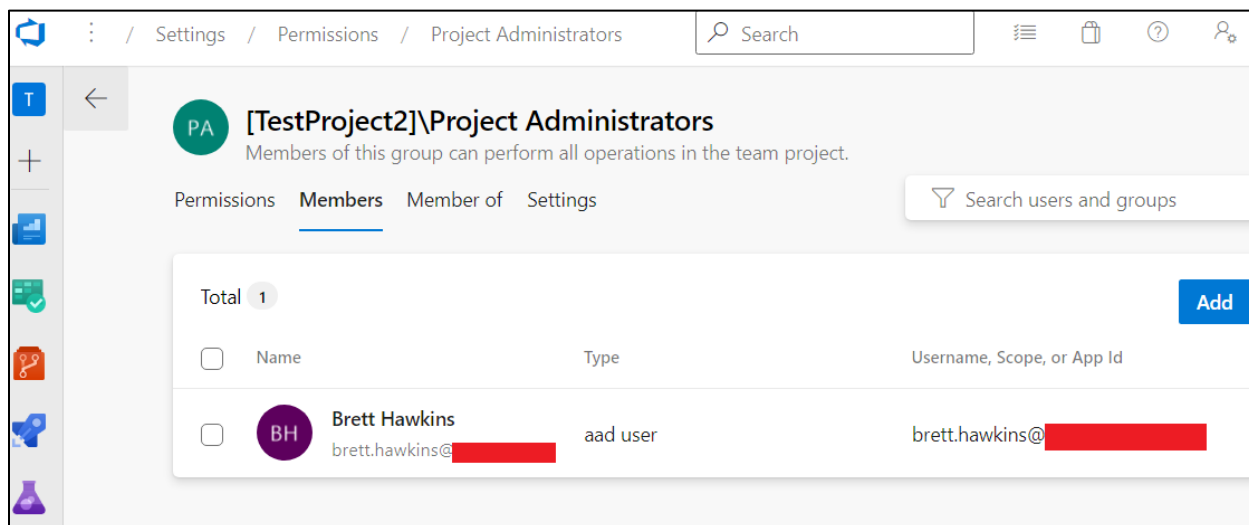 / Settings / Permissions / Project Administrators Search
T
PA
[TestProject2]\Project Administrators
Members of this group can perform all operations in the team project.
Permissions Members Member of Settings Search users and groups
Total 1
Add
Name Type Username, Scope, or App Id
BH
Brett Hawkins
brett.hawkins@
aad user
brett.hawkins@